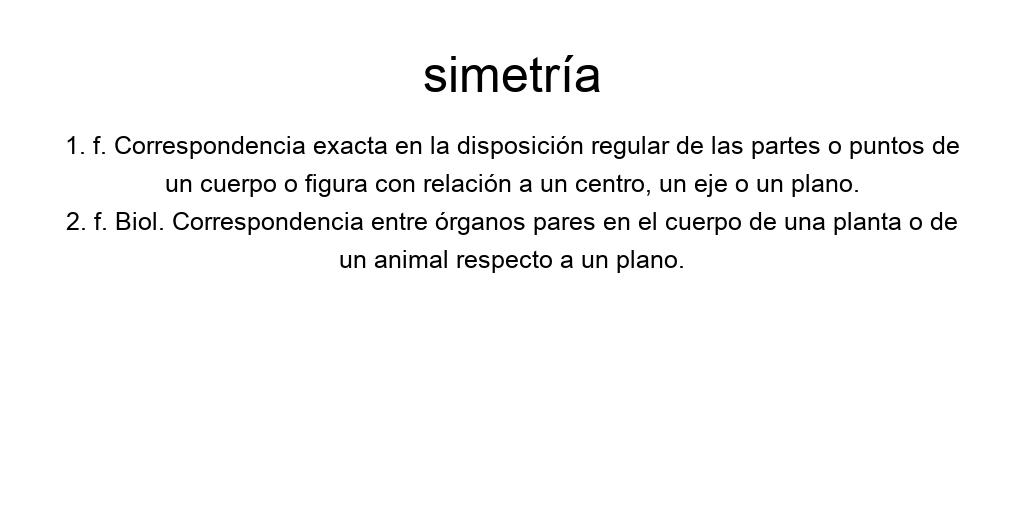 simetría
1. f. Correspondencia exacta en la disposición regular de las partes o puntos de
un cuerpo o figura con relación a un centro, un eje o un plano.
2. f. Biol. Correspondencia entre órganos pares en el cuerpo de una planta o de
un animal respecto a un plano.